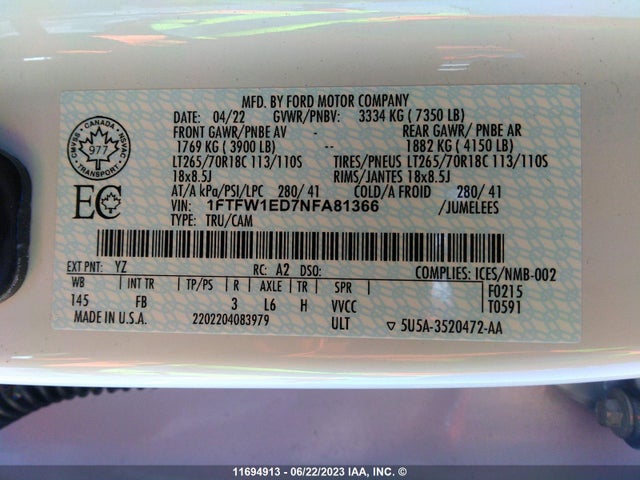 MFD. BY FORD MOTOR COMPANY
DATE: 04/22 GVWR/PNBV: 3334 KG ( 7350 LB)
FRONT GAWR/PNBE AV - REAR GAWR/ PNBE AR
1769 KG ( 3900 LB) -- 1882 KG ( 4150 LB)
LT265/70R18C 113/110S TIRES/PNEUS LT265/70R18C 113/110S
18x8.5J RIMS/JANTES 18x8.5J
AT/A kPa/PSI/LPC 280/ 41 COLD/A FROID 280/ 41
VIN: 1FTFW1ED7NFA81366 /JUMELEES
TYPE: TRU/CAM
CANADA
CMVSS NSVAC
977
EC
EXT PNT: YZ RC: A2 DSO: COMPLIES: ICES/NMB-002
WB INT TR TP/PS R AXLE TR SPR F0215
145 FB 3 L6 H VVCC T0591
MADE IN U.S.A. 2202204083979 ULT ▽ 5U5A-3520472-AA
11694913 - 06/22/2023 IAA, Inc. ©